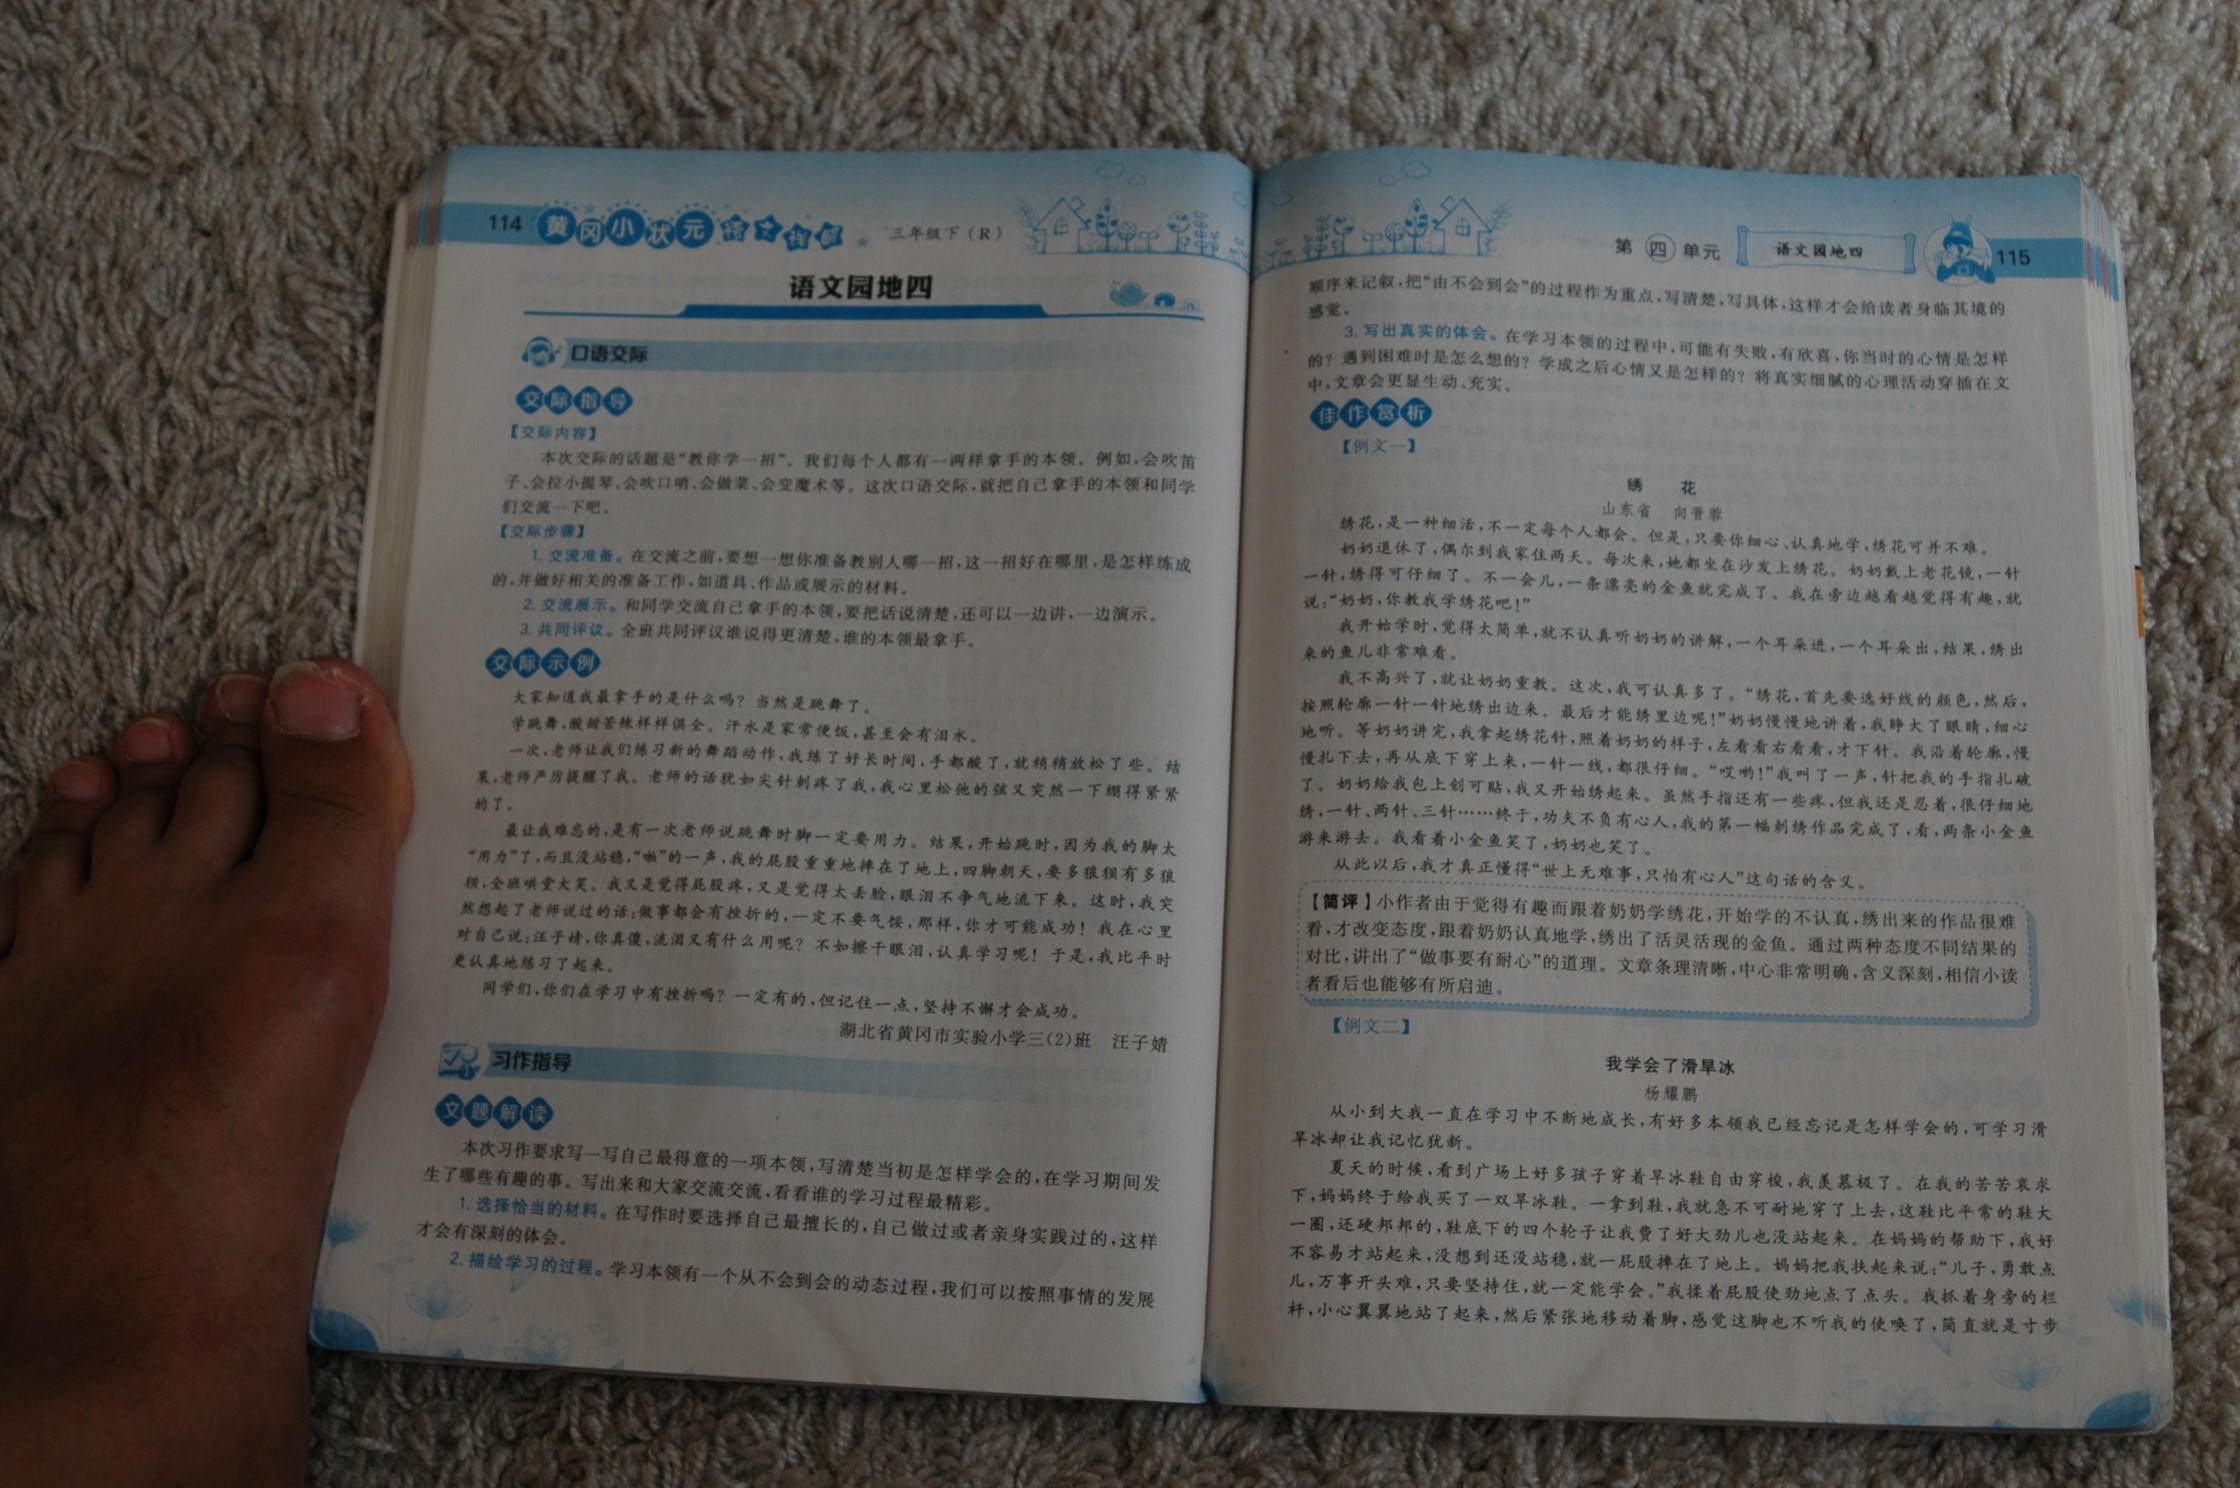 114 黄冈小状元 语文详解 三年级下（R）
语文园地四
口语交际
交际指导
【交际内容】
本次交际的话题是“教你学一招”。我们每个人都有一两样拿手的本领。例如，会吹笛
子、会拉小提琴、会吹口哨、会做菜、会变魔术等。这次口语交际，就把自己拿手的本领和同学
们交流一下吧。
【交际步骤】
1. 交流准备。在交流之前，要想一想你准备教别人哪一招，这一招好在哪里，是怎样练成
的，并做好相关的准备工作，如道具、作品或展示的材料。
2. 交流展示。和同学交流自己拿手的本领，要把话说清楚，还可以一边讲，一边演示。
3. 共同评议。全班共同评议谁说得更清楚，谁的本领最拿手。
交际示例
大家知道我最拿手的是什么吗？当然是跳舞了。
学跳舞，酸甜苦辣样样俱全。汗水是家常便饭，甚至会有泪水。
一次，老师让我们练习新的舞蹈动作，我练了好长时间，手都酸了，就稍稍放松了些。结
果，老师严厉提醒了我。老师的话犹如尖针刺疼了我，我心里松弛的弦又突然一下绷得紧紧
的了。
最让我难忘的，是有一次老师说跳舞时脚一定要用力。结果，开始跳时，因为我的脚太
“用力”了，而且没站稳，“啪”的一声，我的屁股重重地摔在了地上，四脚朝天，要多狼狈有多狼
狈，全班哄堂大笑。我又是觉得屁股疼，又是觉得太丢脸，眼泪不争气地流下来。这时，我突
然想起了老师说过的话：做事都会有挫折的，一定不要气馁，那样，你才可能成功！我在心里
对自己说：汪子婧，你真傻，流泪又有什么用呢？不如擦干眼泪，认真学习呢！于是，我比平时
更认真地练习了起来。
同学们，你们在学习中有挫折吗？一定有的，但记住一点，坚持不懈才会成功。
湖北省黄冈市实验小学三（2）班　汪子婧
习作指导
文题解读
本次习作要求写一写自己最得意的一项本领，写清楚当初是怎样学会的，在学习期间发
生了哪些有趣的事。写出来和大家交流，看看谁的学习过程最精彩。
1. 选择恰当的材料。在写作时要选择自己最擅长的，自己做过或者亲身实践过的，这样
才会有深刻的体会。
2. 描绘学习的过程。学习本领有一个从不会到会的动态过程，我们可以按照事情的发展
第四单元 语文园地四 115
顺序来记叙，把“由不会到会”的过程作为重点，写清楚，写具体，这样才会给读者身临其境的
感觉。
3. 写出真实的体会。在学习本领的过程中，可能有失败，有欣喜，你当时的心情是怎样
的？遇到困难时是怎么想的？学成之后心情又是怎样的？将真实细腻的心理活动穿插在文
中，文章会更显生动、充实。
佳作赏析
【例文一】
绣　花
山东省　向晋蓉
绣花，是一种细活，不一定每个人都会。但是，只要你细心、认真地学，绣花可并不难。
奶奶退休了，偶尔到我家住两天。每次来，她都坐在沙发上绣花。奶奶戴上老花镜，一针
一针，绣得可仔细了。不一会儿，一条漂亮的金鱼就完成了。我在旁边越看越觉得有趣，就
说：“奶奶，你教我学绣花吧！”
我开始学时，觉得太简单，就不认真听奶奶的讲解，一个耳朵进，一个耳朵出，结果，绣出
来的鱼儿非常难看。
我不高兴了，就让奶奶重教。这次，我可认真多了。“绣花，首先要选好线的颜色，然后，
按照轮廓一针一针地绣出边来。最后才能绣里边呢！”奶奶慢慢地讲着，我睁大了眼睛，细心
地听。等奶奶讲完，我拿起绣花针，照着奶奶的样子，左看看右看看，才下针。我沿着轮廓，慢
慢扎下去，再从底下穿上来，一针一线，都很仔细。“哎哟！”我叫了一声，针把我的手指扎破
了。奶奶给我包上创可贴，我又开始绣起来。虽然手指还有一些疼，但我还是忍着，很仔细地
绣，一针、两针、三针……终于，功夫不负有心人，我的第一幅刺绣作品完成了，看，两条小金鱼
游来游去。我看着小金鱼笑了，奶奶也笑了。
从此以后，我才真正懂得“世上无难事，只怕有心人”这句话的含义。
【简评】小作者由于觉得有趣而跟着奶奶学绣花，开始学的不认真，绣出来的作品很难
看，才改变态度，跟着奶奶认真地学，绣出了活灵活现的金鱼。通过两种态度不同结果的
对比，讲出了“做事要有耐心”的道理。文章条理清晰，中心非常明确，含义深刻，相信小读
者看后也能够有所启迪。
【例文二】
我学会了滑旱冰
杨耀鹏
从小到大我一直在学习中不断地成长，有好多本领我已经忘记是怎样学会的，可学习滑
旱冰却让我记忆犹新。
夏天的时候，看到广场上好多孩子穿着旱冰鞋自由穿梭，我羡慕极了。在我的苦苦哀求
下，妈妈终于给我买了一双旱冰鞋。一拿到鞋，我就急不可耐地穿了上去，这鞋比平常的鞋大
一圈，还硬邦邦的，鞋底下的四个轮子让我费了好大劲儿也没站起来。在妈妈的帮助下，我好
不容易才站起来，没想到还没站稳，就一屁股摔在了地上。妈妈把我扶起来说：“儿子，勇敢点
儿，万事开头难，只要坚持住，就一定能学会。”我揉着屁股使劲地点了点头。我抓着身旁的栏
杆，小心翼翼地站了起来，然后紧张地移动着脚，感觉这脚也不听我的使唤了，简直就是寸步